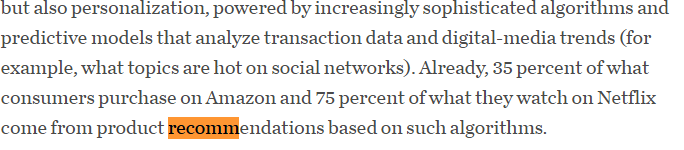 but also personalization, powered by increasingly sophisticated algorithms and
predictive models that analyze transaction data and digital-media trends (for
example, what topics are hot on social networks). Already, 35 percent of what
consumers purchase on Amazon and 75 percent of what they watch on Netflix
come from product recommendations based on such algorithms.